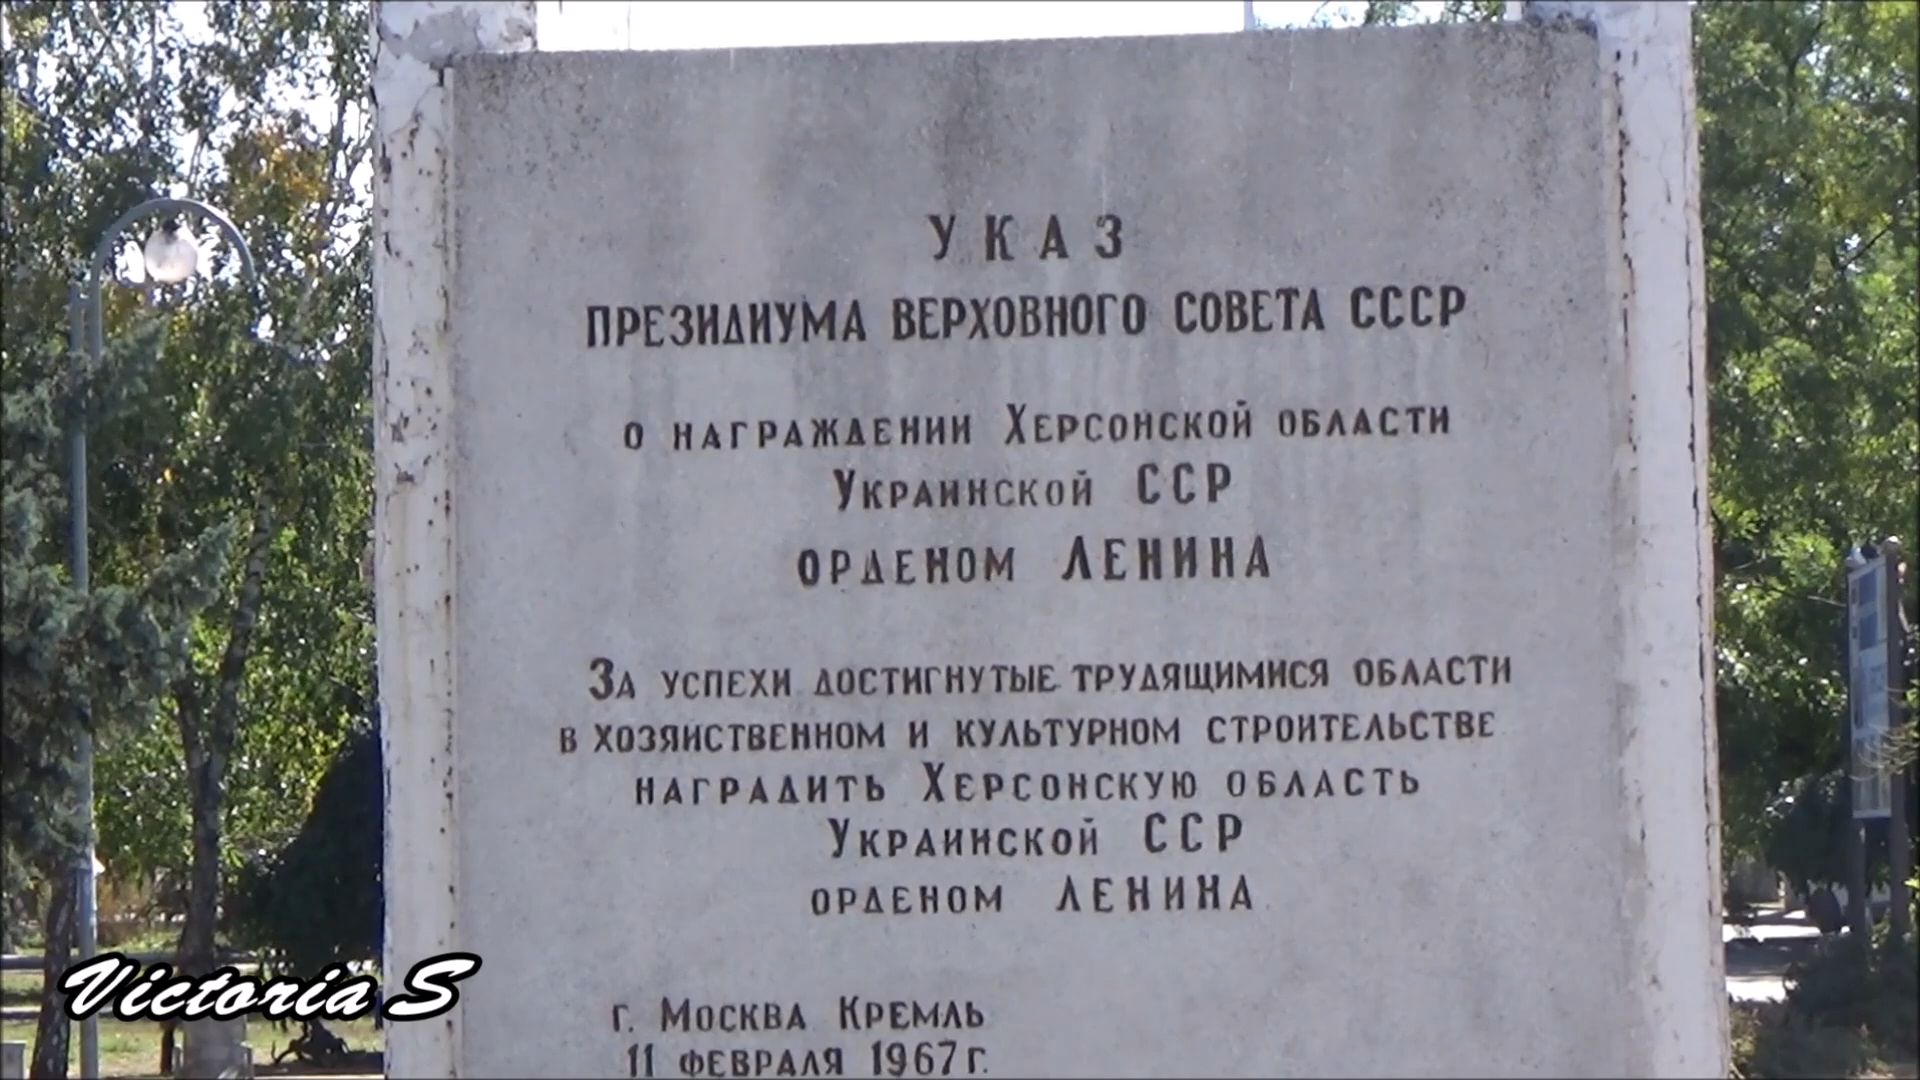 УКАЗ
ПРЕЗИДИУМА ВЕРХОВНОГО СОВЕТА СССР
О НАГРАЖДЕНИИ ХЕРСОНСКОЙ ОБЛАСТИ
УКРАИНСКОЙ ССР
ОРДЕНОМ ЛЕНИНА
ЗА УСПЕХИ ДОСТИГНУТЫЕ ТРУДЯЩИМИСЯ ОБЛАСТИ
В ХОЗЯЙСТВЕННОМ И КУЛЬТУРНОМ СТРОИТЕЛЬСТВЕ
НАГРАДИТЬ ХЕРСОНСКУЮ ОБЛАСТЬ
УКРАИНСКОЙ ССР
ОРДЕНОМ ЛЕНИНА
г. МОСКВА КРЕМЛЬ
11 ФЕВРАЛЯ 1967 г.
Victoria S